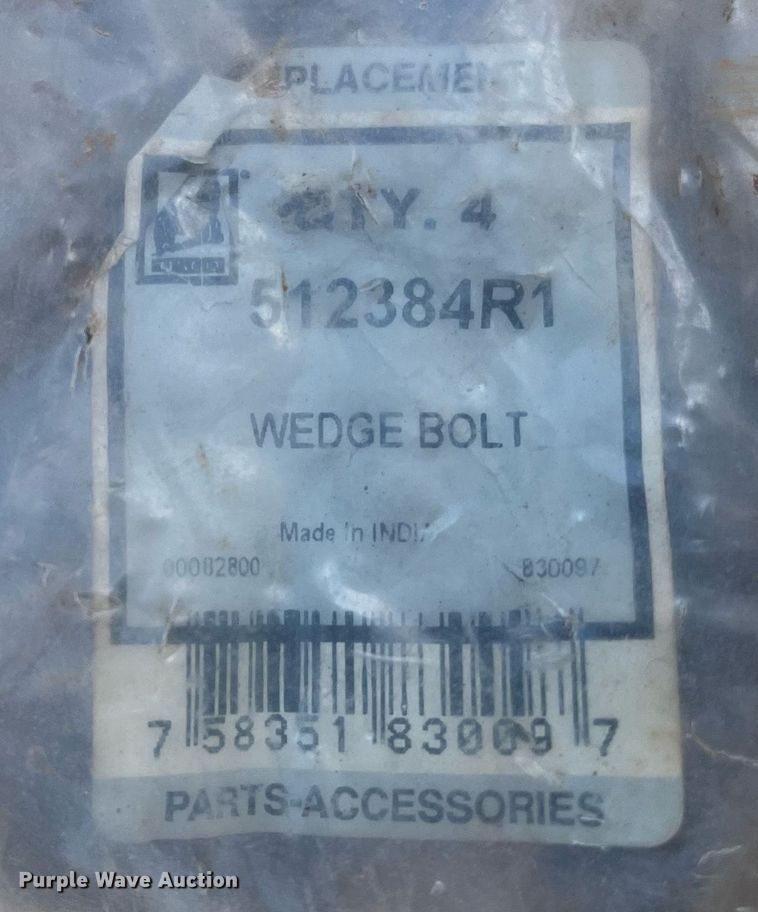 PLACEMENT
QTY. 4
512384R1
WEDGE BOLT
Made In INDIA
00082800 830097
7 58351 83009 7
PARTS-ACCESSORIES
Purple Wave Auction